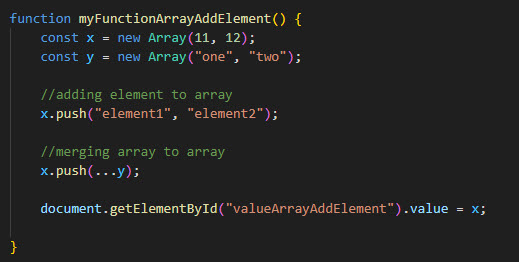 function myFunctionArrayAddElement() {
    const x = new Array(11, 12);
    const y = new Array("one", "two");
    //adding element to array
    x.push("element1", "element2");
    //merging array to array
    x.push(...y);
    document.getElementById("valueArrayAddElement").value = x;
}